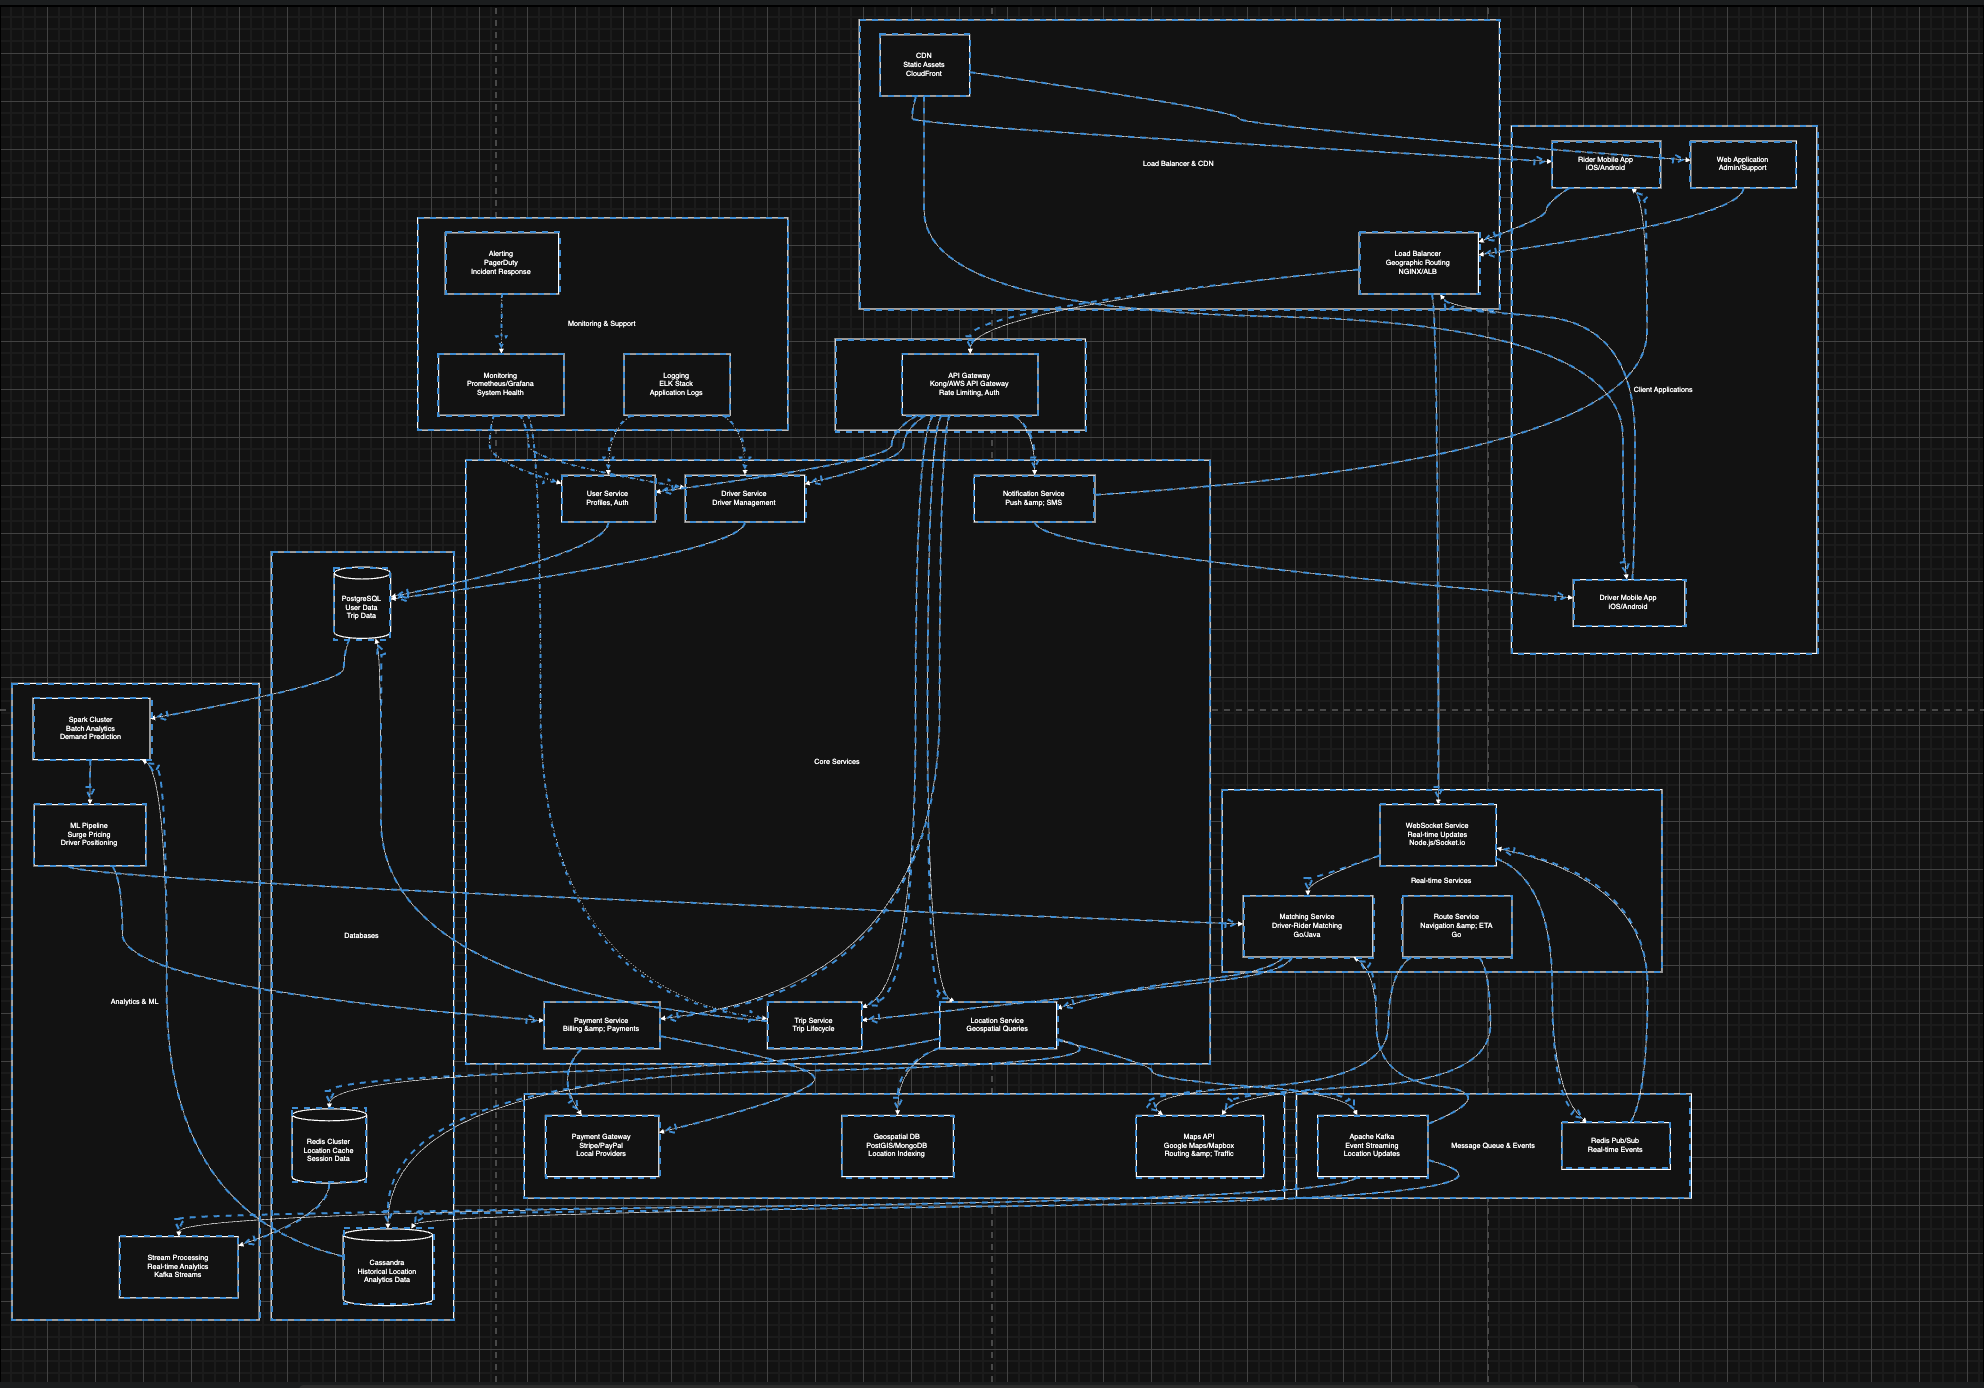 CDN
Static Assets
CloudFront
Load Balancer & CDN
Rider Mobile App
iOS/Android
Web Application
Admin/Support
Alerting
PagerDuty
Incident Response
Load Balancer
Geographic Routing
NGINX/ALB
Monitoring & Support
Monitoring
Prometheus/Grafana
System Health
Logging
ELK Stack
Application Logs
API Gateway
Kong/AWS API Gateway
Rate Limiting, Auth
Client Applications
User Service
Profiles, Auth
Driver Service
Driver Management
Notification Service
Push &amp; SMS
PostgreSQL
User Data
Trip Data
Driver Mobile App
iOS/Android
Spark Cluster
Batch Analytics
Demand Prediction
Core Services
ML Pipeline
Surge Pricing
Driver Positioning
WebSocket Service
Real-time Updates
Node.js/Socket.io
Real-time Services
Matching Service
Driver-Rider Matching
Go/Java
Route Service
Navigation &amp; ETA
Go
Databases
Analytics & ML
Payment Service
Billing &amp; Payments
Trip Service
Trip Lifecycle
Location Service
Geospatial Queries
Redis Cluster
Location Cache
Session Data
Payment Gateway
Stripe/PayPal
Local Providers
Geospatial DB
PostGIS/MongoDB
Location Indexing
Maps API
Google Maps/Mapbox
Routing &amp; Traffic
Apache Kafka
Event Streaming
Location Updates
Message Queue & Events
Redis Pub/Sub
Real-time Events
Stream Processing
Real-time Analytics
Kafka Streams
Cassandra
Historical Location
Analytics Data